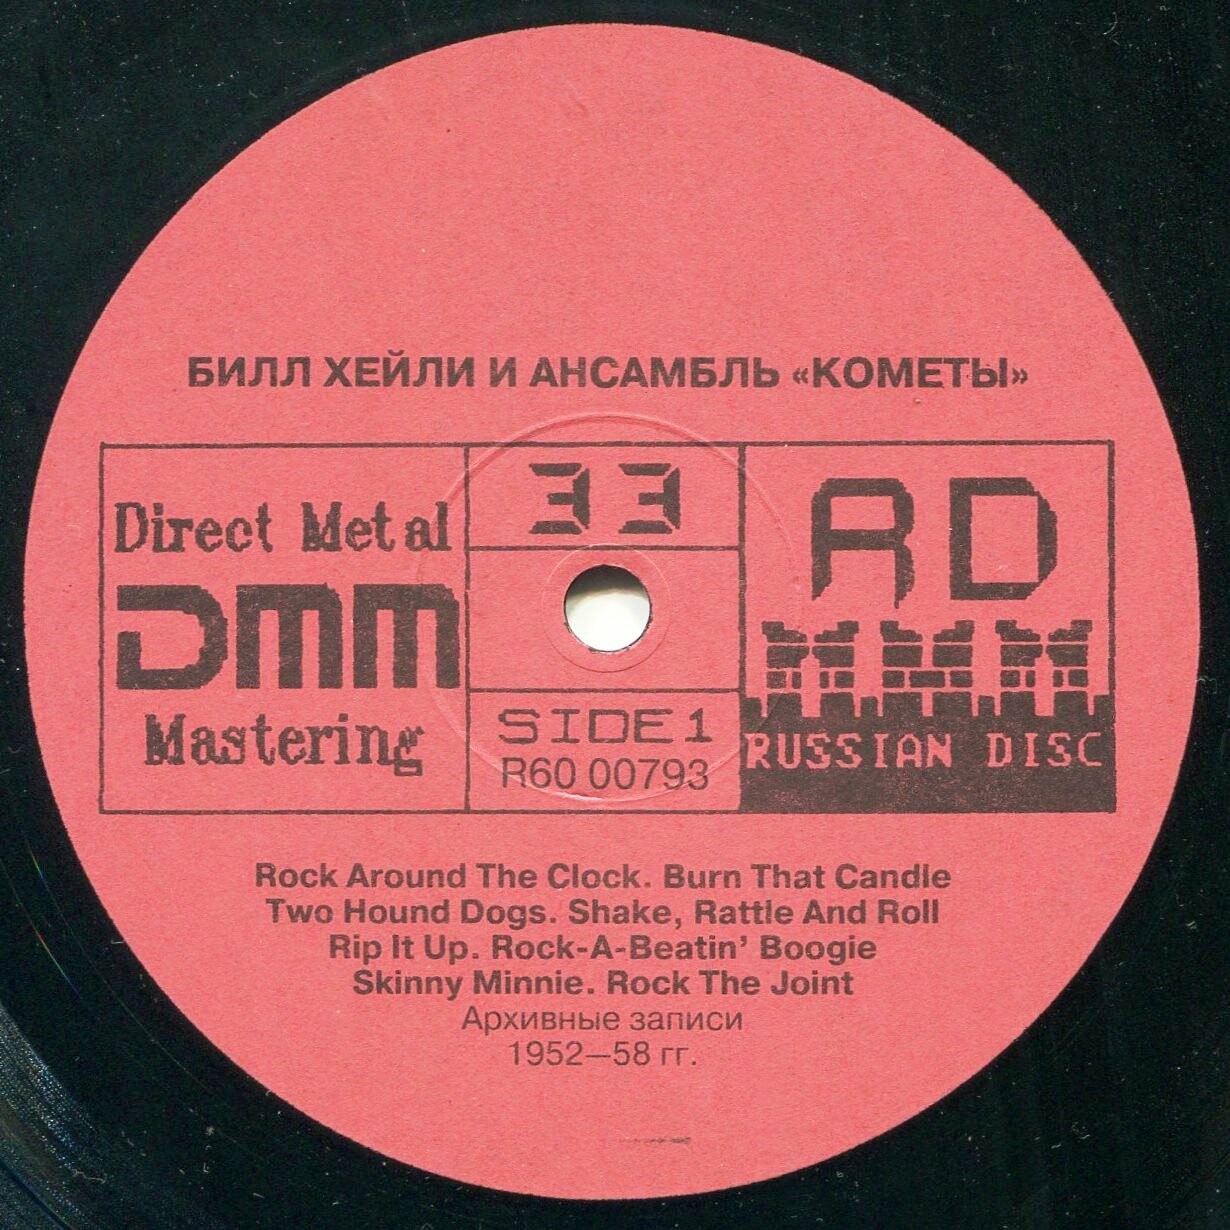 БИЛЛ ХЕЙЛИ И АНСАМБЛЬ «КОМЕТЫ»
Direct Metal
DMM
Mastering
33
SIDE 1
R60 00793
RD
RUSSIAN DISC
Rock Around The Clock. Burn That Candle
Two Hound Dogs. Shake, Rattle And Roll
Rip It Up. Rock-A-Beatin' Boogie
Skinny Minnie. Rock The Joint
Архивные записи
1952—58 гг.